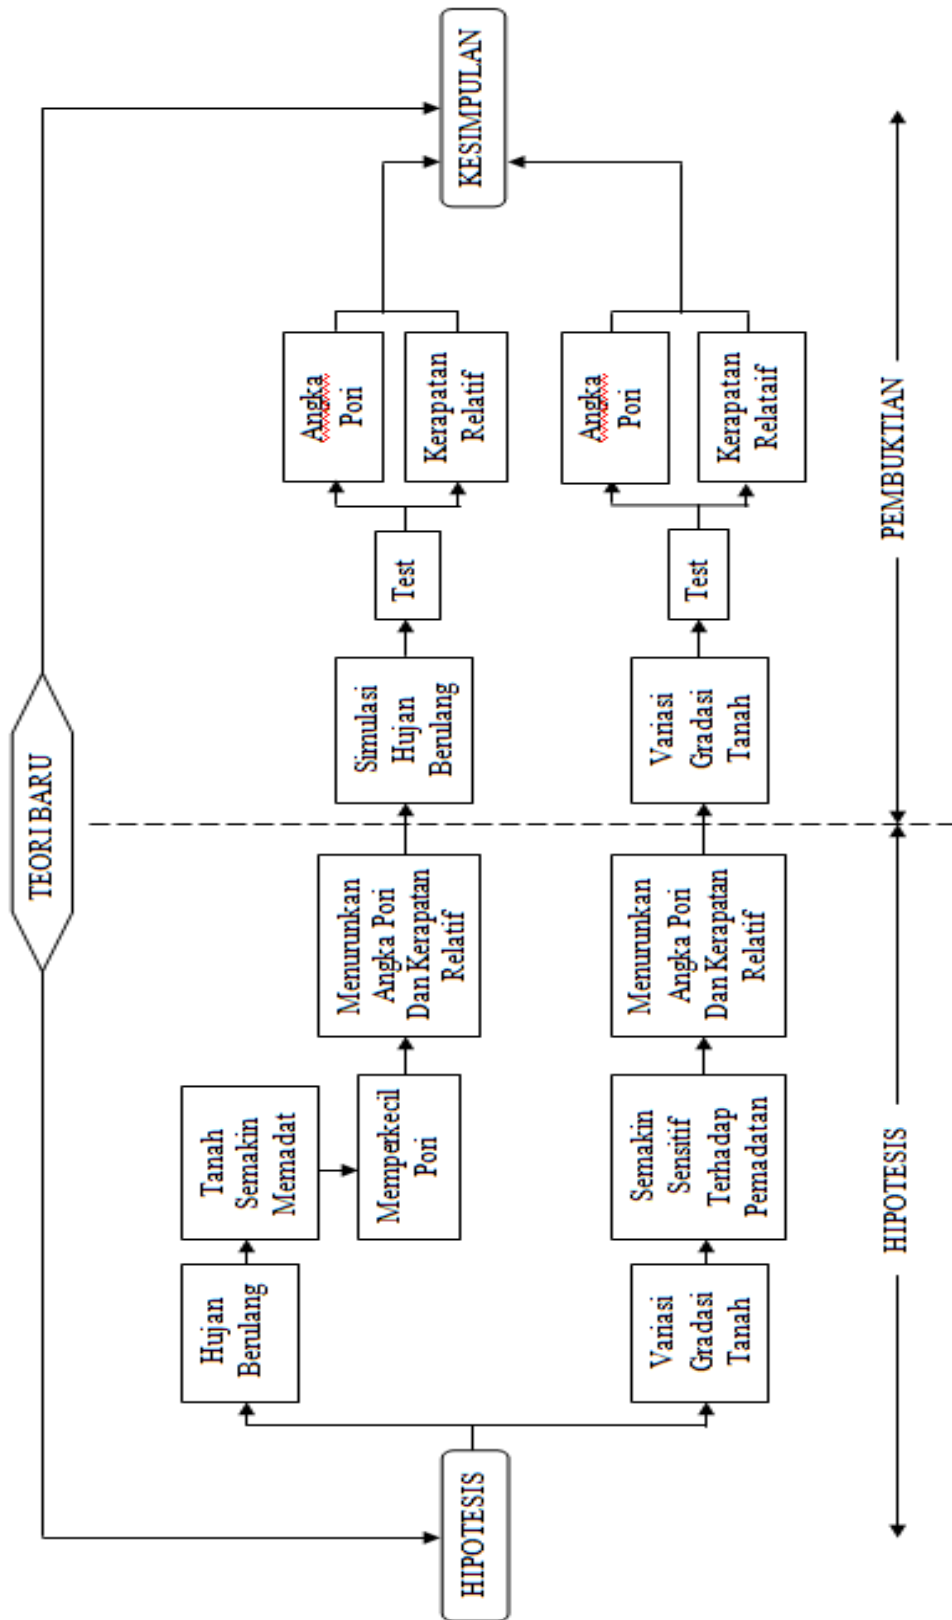 TEORI BARU
HIPOTESIS
Hujan
Berulang
Tanah
Semakin
Memadat
Memperkecil
Pori
Menurunkan
Angka Pori
Dan Kerapatan
Relatif
Simulasi
Hujan
Berulang
Test
Angka
Pori
Kerapatan
Relatif
Variasi
Gradasi
Tanah
Semakin
Sensitif
Terhadap
Pemadatan
Menurunkan
Angka Pori
Dan Kerapatan
Relatif
Variasi
Gradasi
Tanah
Test
Angka
Pori
Kerapatan
Relataif
KESIMPULAN
HIPOTESIS
PEMBUKTIAN